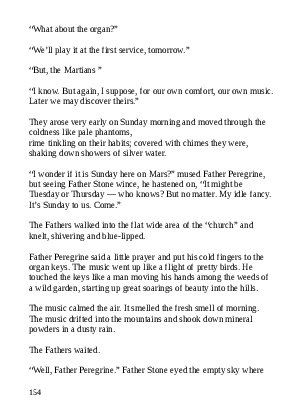 “What about the organ?”
“We’ll play it at the first service, tomorrow.”
“But, the Martians ”
“I know. But again, I suppose, for our own comfort, our own music.
Later we may discover theirs.”
They arose very early on Sunday morning and moved through the
coldness like pale phantoms,
rime tinkling on their habits; covered with chimes they were,
shaking down showers of silver water.
“I wonder if it is Sunday here on Mars?” mused Father Peregrine,
but seeing Father Stone wince, he hastened on, “It might be
Tuesday or Thursday — who knows? But no matter. My idle fancy.
It’s Sunday to us. Come.”
The Fathers walked into the flat wide area of the “church” and
knelt, shivering and blue-lipped.
Father Peregrine said a little prayer and put his cold fingers to the
organ keys. The music went up like a flight of pretty birds. He
touched the keys like a man moving his hands among the weeds of
a wild garden, starting up great soarings of beauty into the hills.
The music calmed the air. It smelled the fresh smell of morning.
The music drifted into the mountains and shook down mineral
powders in a dusty rain.
The Fathers waited.
“Well, Father Peregrine.” Father Stone eyed the empty sky where
154